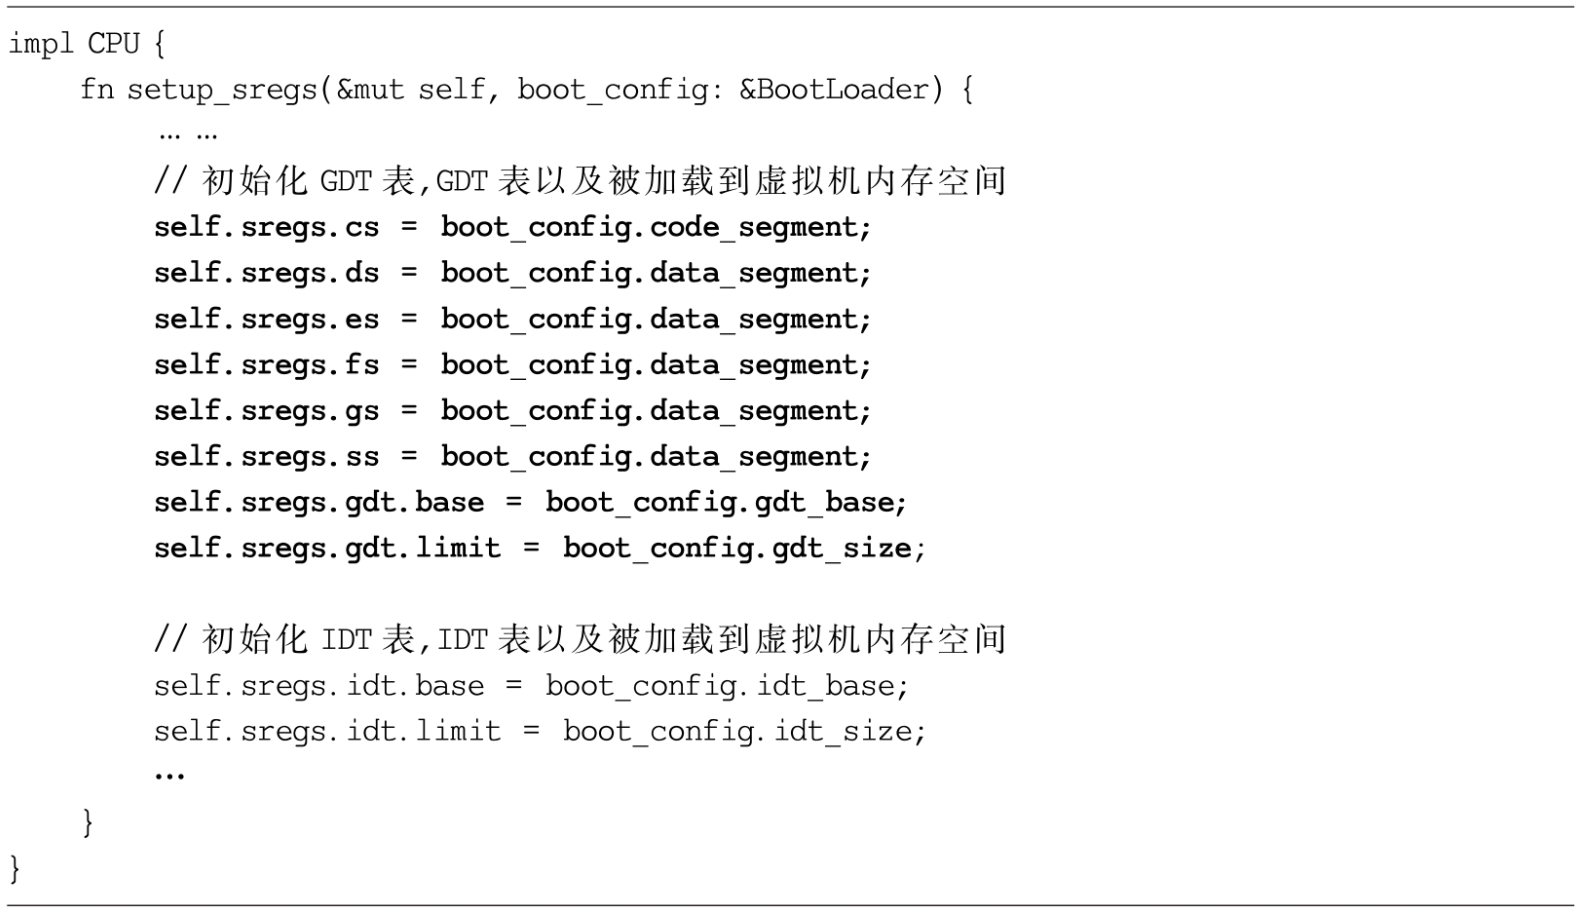 impl CPU {
    fn setup_sregs(&mut self, boot_config: &BootLoader) {
        … …
        // 初始化 GDT 表,GDT 表以及被加载到虚拟机内存空间
        self.sregs.cs = boot_config.code_segment;
        self.sregs.ds = boot_config.data_segment;
        self.sregs.es = boot_config.data_segment;
        self.sregs.fs = boot_config.data_segment;
        self.sregs.gs = boot_config.data_segment;
        self.sregs.ss = boot_config.data_segment;
        self.sregs.gdt.base = boot_config.gdt_base;
        self.sregs.gdt.limit = boot_config.gdt_size;

        // 初始化 IDT 表,IDT 表以及被加载到虚拟机内存空间
        self.sregs.idt.base = boot_config.idt_base;
        self.sregs.idt.limit = boot_config.idt_size;
        …
    }
}